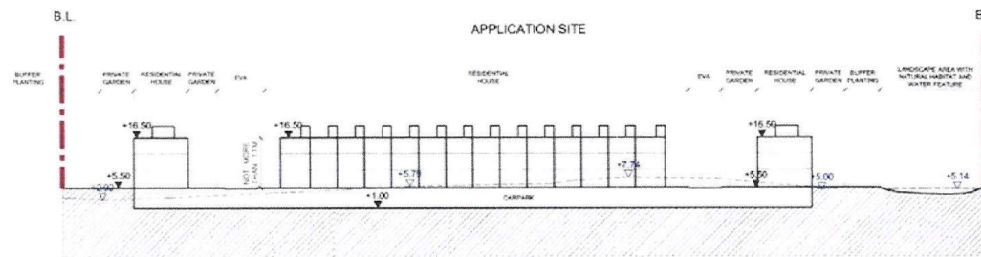 B.L.
B
APPLICATION SITE
BUFFER
PLANTING
PRIVATE
GARDEN
RESIDENTIAL
HOUSE
PRIVATE
GARDEN
EVA
RESIDENTIAL
HOUSE
EVA
PRIVATE
GARDEN
RESIDENTIAL
HOUSE
PRIVATE
GARDEN
BUFFER
PLANTING
LANDSCAPE AREA WITH
NATURAL HABITAT AND
WATER FEATURE
+16.50
+16.50
+16.50
NOT MORE
THAN 11M
+5.50
+5.79
+7.74
+5.50
+5.00
+5.14
+1.00
CARPARK